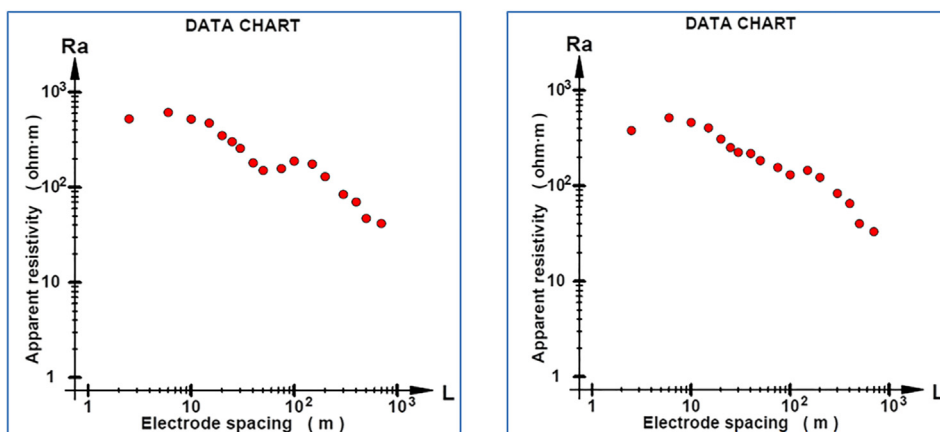 DATA CHART
Ra
10³
10²
10
1
Apparent resistivity ( ohm·m )
1 10 10² 10³
L
Electrode spacing ( m )
DATA CHART
Ra
10³
10²
10
1
Apparent resistivity ( ohm·m )
1 10 10² 10³
L
Electrode spacing ( m )